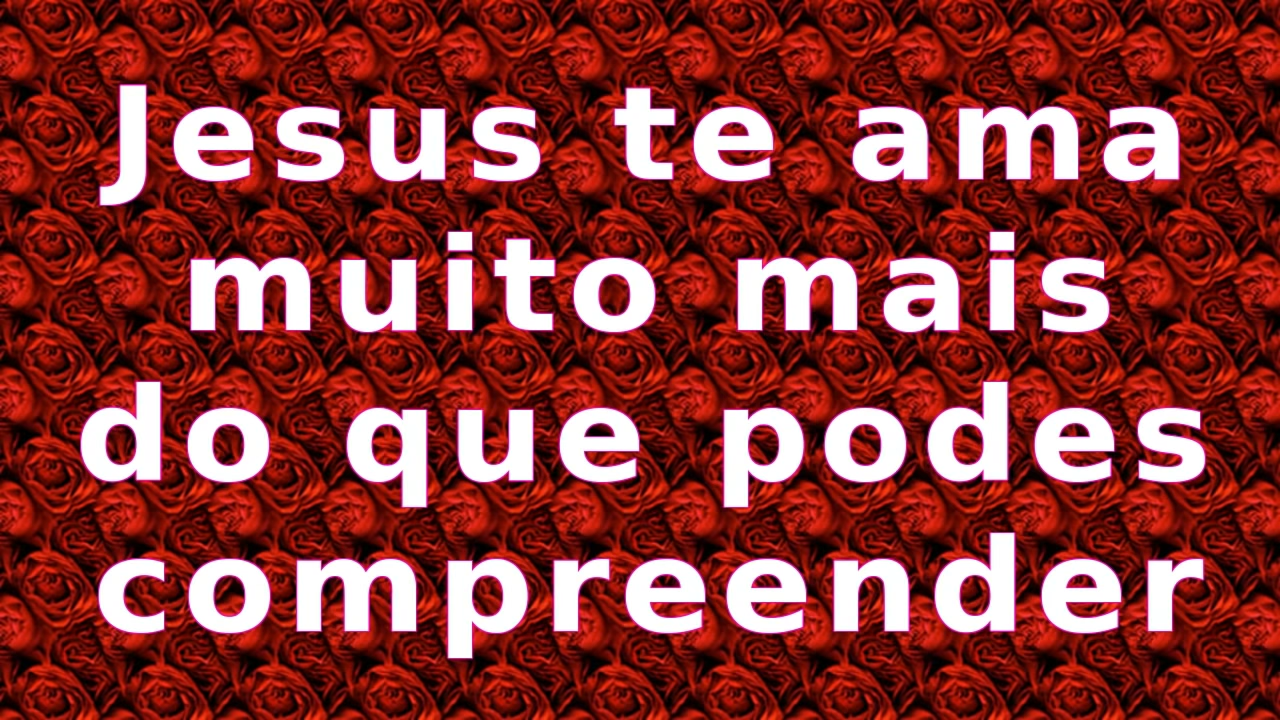 Jesus te ama
muito mais
do que podes
compreender